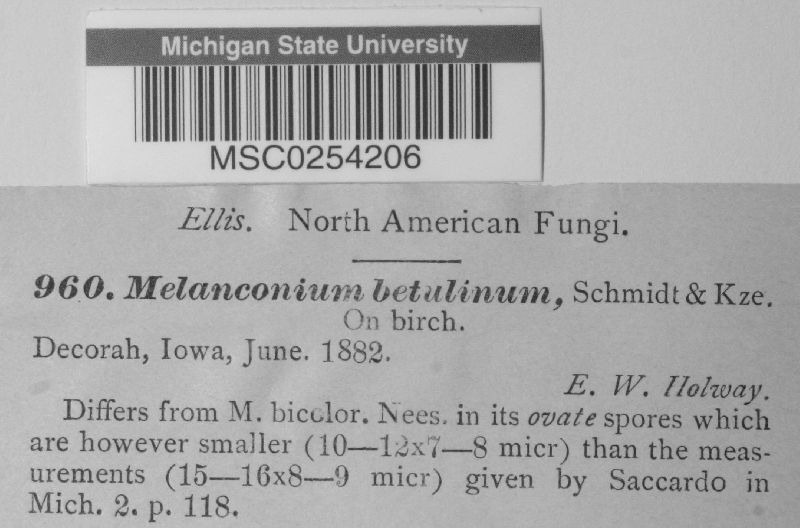 Michigan State University
MSC0254206
Ellis. North American Fungi.
960. Melanconium betulinum, Schmidt & Kze.
On birch.
Decorah, Iowa, June. 1882.
E. W. Holway.
Differs from M. bicolor. Nees. in its ovate spores which
are however smaller (10—12x7—8 micr) than the meas-
urements (15—16x8—9 micr) given by Saccardo in
Mich. 2. p. 118.